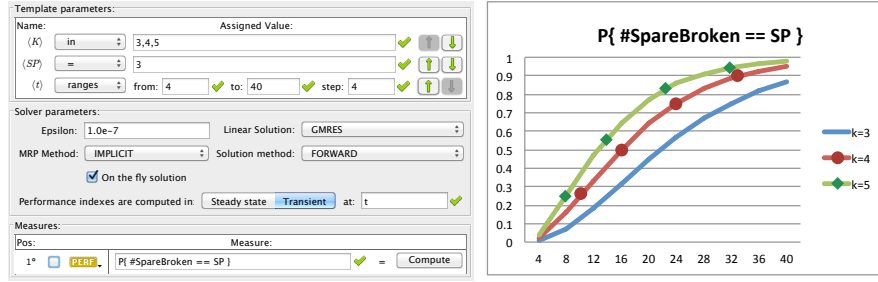 Template parameters:
Name: Assigned Value:
⟨K⟩ in 3,4,5
⟨SP⟩ = 3
⟨t⟩ ranges from: 4 to: 40 step: 4
Solver parameters:
Epsilon: 1.0e-7 Linear Solution: GMRES
MRP Method: IMPLICIT Solution method: FORWARD
On the fly solution
Performance indexes are computed in: Steady state Transient at: t
Measures:
Pos: Measure:
1° PERF P{ #SpareBroken == SP } = Compute
P{ #SpareBroken == SP }
1
0.9
0.8
0.7
0.6
0.5
0.4
0.3
0.2
0.1
0
4 8 12 16 20 24 28 32 36 40
k=3
k=4
k=5